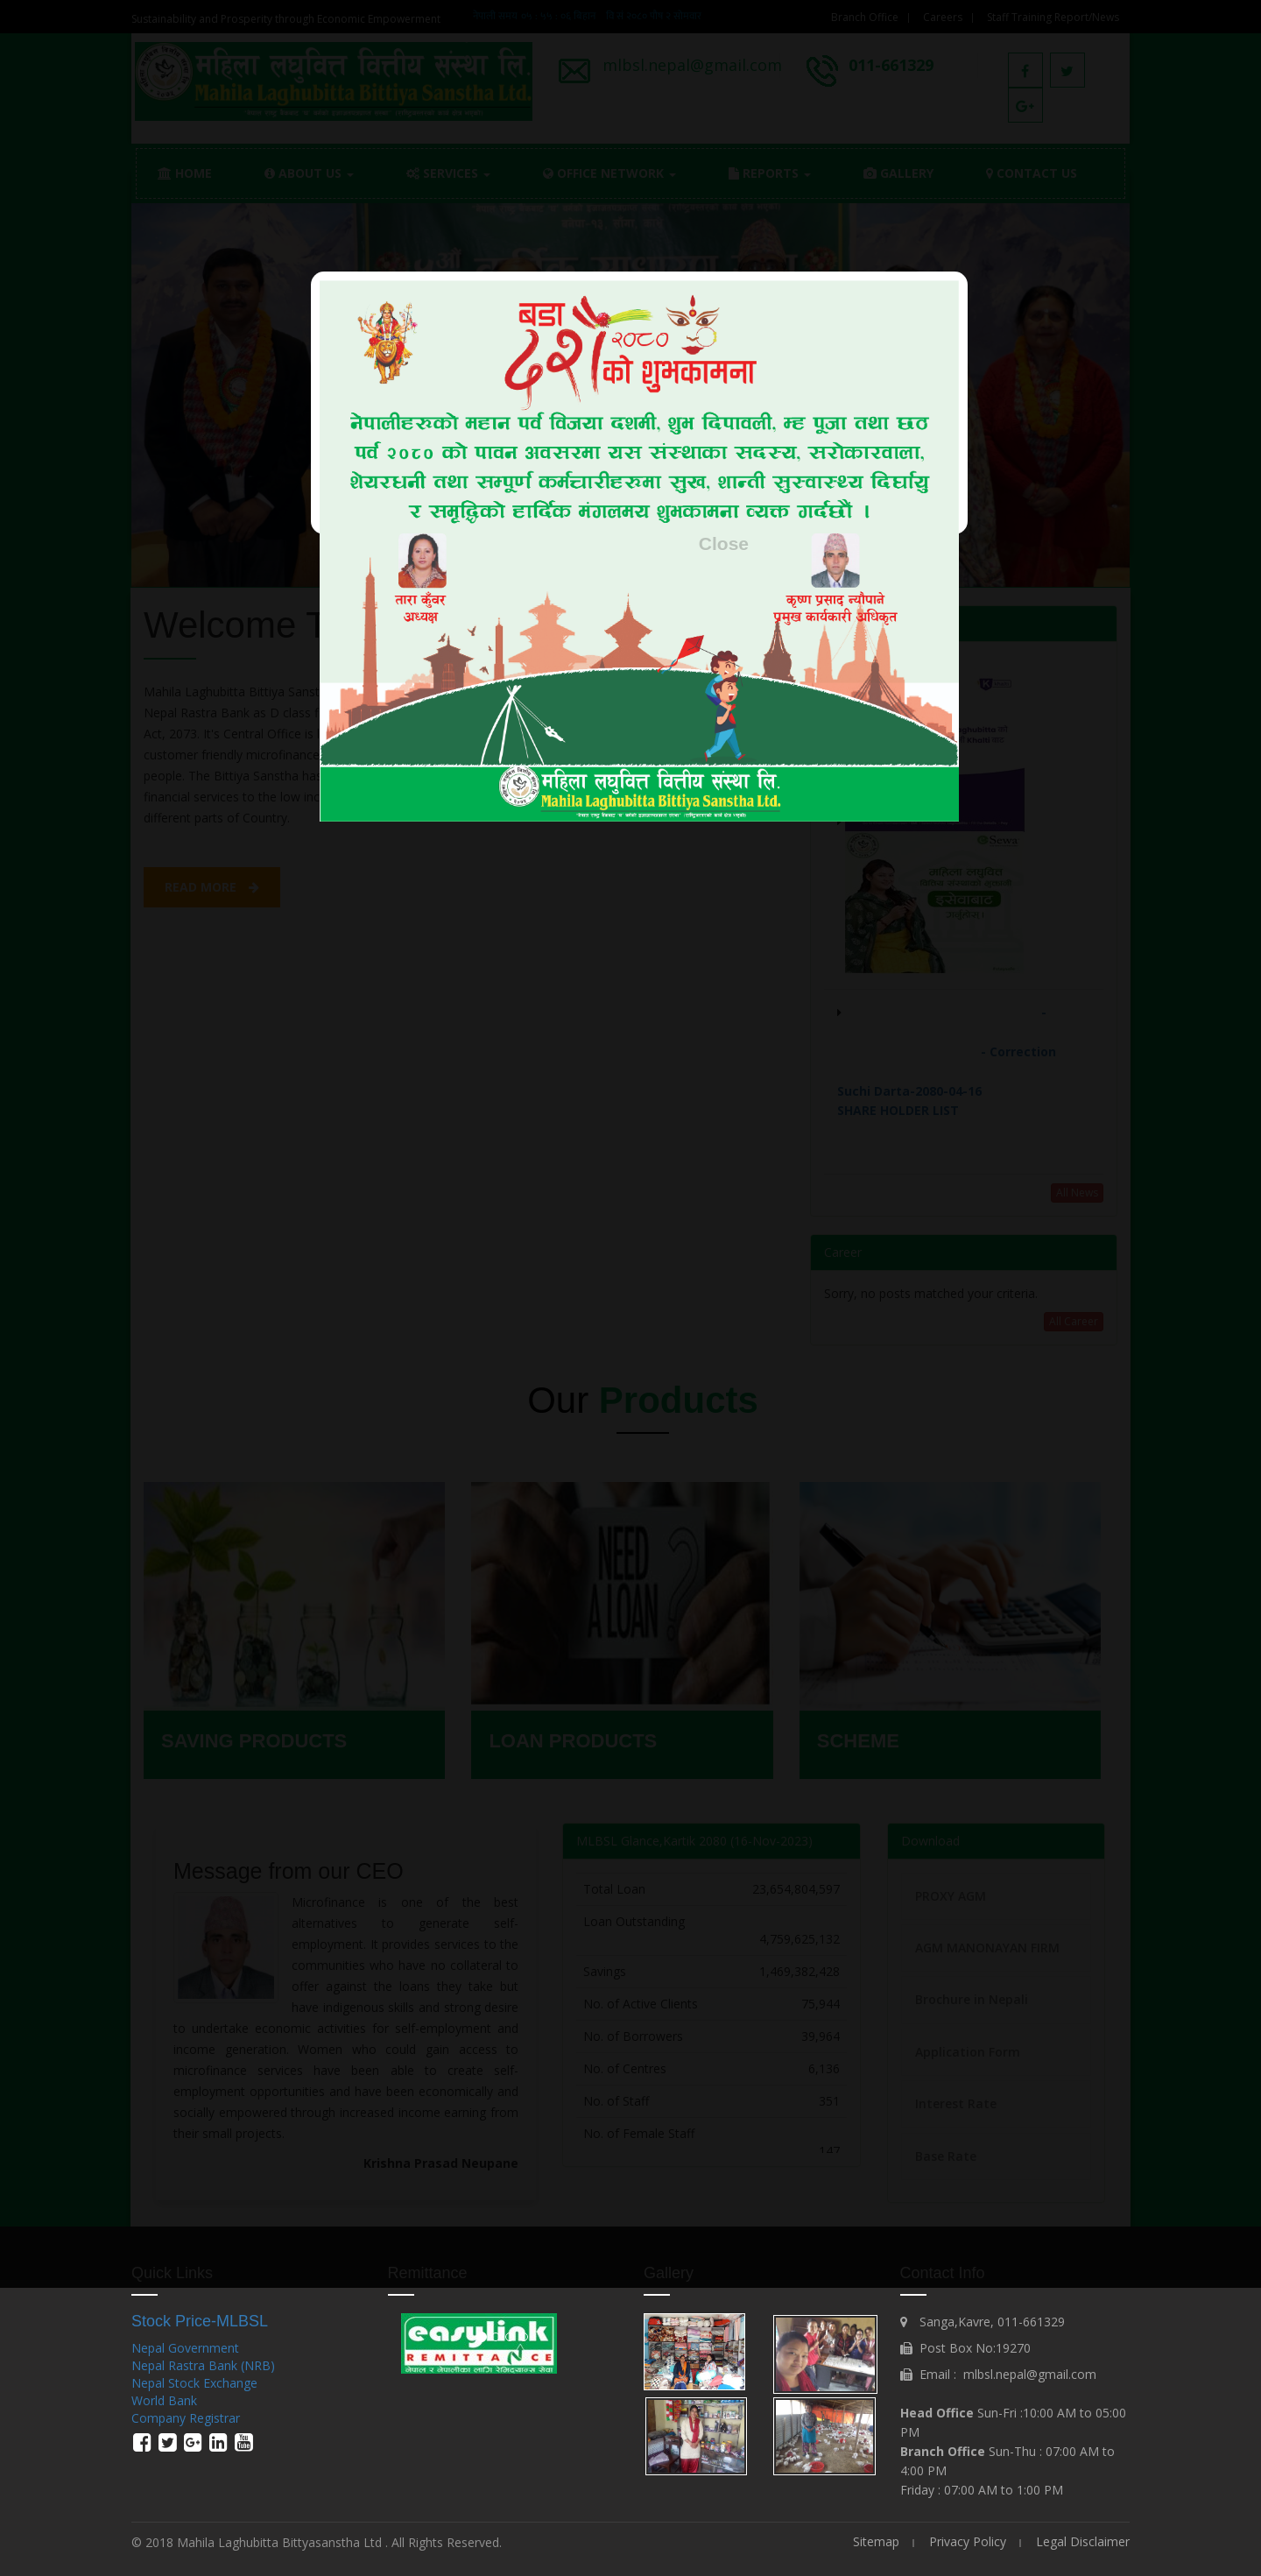 Sustainability and Prosperity through Economic Empowerment
Branch Office | Careers | Staff Training Report/News
महिला लघुवित्त वित्तीय संस्था लि.
Mahila Laghubitta Bittiya Sanstha Ltd.
mlbsl.nepal@gmail.com
011-661329
HOME
ABOUT US
SERVICES
OFFICE NETWORK
REPORTS
GALLERY
CONTACT US
बडा
दशैं २०८० को शुभकामना
नेपालीहरुको महान पर्व विजया दशमी, शुभ दिपावली, म्ह पूजा तथा छठ
पर्व २०८० को पावन अवसरमा यस संस्थाका सदस्य, सरोकारवाला,
शेयरधनी तथा सम्पूर्ण कर्मचारीहरुमा सुख, शान्ती सुस्वास्थ्य दिर्घायु
र समृद्धिको हार्दिक मंगलमय शुभकामना व्यक्त गर्दछौं ।
Close
तारा कुँवर
अध्यक्ष
कृष्ण प्रसाद न्यौपाने
प्रमुख कार्यकारी अधिकृत
महिला लघुवित्त वित्तीय संस्था लि.
Mahila Laghubitta Bittiya Sanstha Ltd.
Welcome T
Mahila Laghubitta Bittiya Sanst
Nepal Rastra Bank as D class f
Act, 2073. It's Central Office is
customer friendly microfinance
people. The Bittiya Sanstha has
financial services to the low inc
different parts of Country.
READ MORE
Sewa
महिला लघुवित्त
इसेवाबाट
- Correction
Suchi Darta-2080-04-16
SHARE HOLDER LIST
All News
Career
Sorry, no posts matched your criteria.
All Career
Our Products
NEED
A LOAN ?
SAVING PRODUCTS
LOAN PRODUCTS
SCHEME
Message from our CEO
Microfinance is one of the best
alternatives to generate self-
employment. It provides services to the
communities who have no collateral to
offer against the loans they take but
have indigenous skills and strong desire
to undertake economic activities for self-employment and
income generation. Women who could gain access to
microfinance services have been able to create self-
employment opportunities and have been economically and
socially empowered through increased income earning from
their small projects.
Krishna Prasad Neupane
MLBSL Glance,Kartik 2080 (16-Nov-2023)
Total Loan 23,654,804,597
Loan Outstanding
4,759,625,132
Savings 1,469,382,428
No. of Active Clients 75,944
No. of Borrowers 39,964
No. of Centres 6,136
No. of Staff 351
No. of Female Staff
147
Download
PROXY AGM
AGM MANONAYAN FIRM
Brochure in Nepali
Application Form
Interest Rate
Base Rate
Quick Links
Stock Price-MLBSL
Nepal Government
Nepal Rastra Bank (NRB)
Nepal Stock Exchange
World Bank
Company Registrar
Remittance
easylink
REMITTANCE
नेपाल र नेपालीका लागि रेमिट्यान्स सेवा
Gallery
Contact Info
Sanga,Kavre, 011-661329
Post Box No:19270
Email : mlbsl.nepal@gmail.com
Head Office Sun-Fri :10:00 AM to 05:00
PM
Branch Office Sun-Thu : 07:00 AM to
4:00 PM
Friday : 07:00 AM to 1:00 PM
© 2018 Mahila Laghubitta Bittyasanstha Ltd . All Rights Reserved.
Sitemap | Privacy Policy | Legal Disclaimer